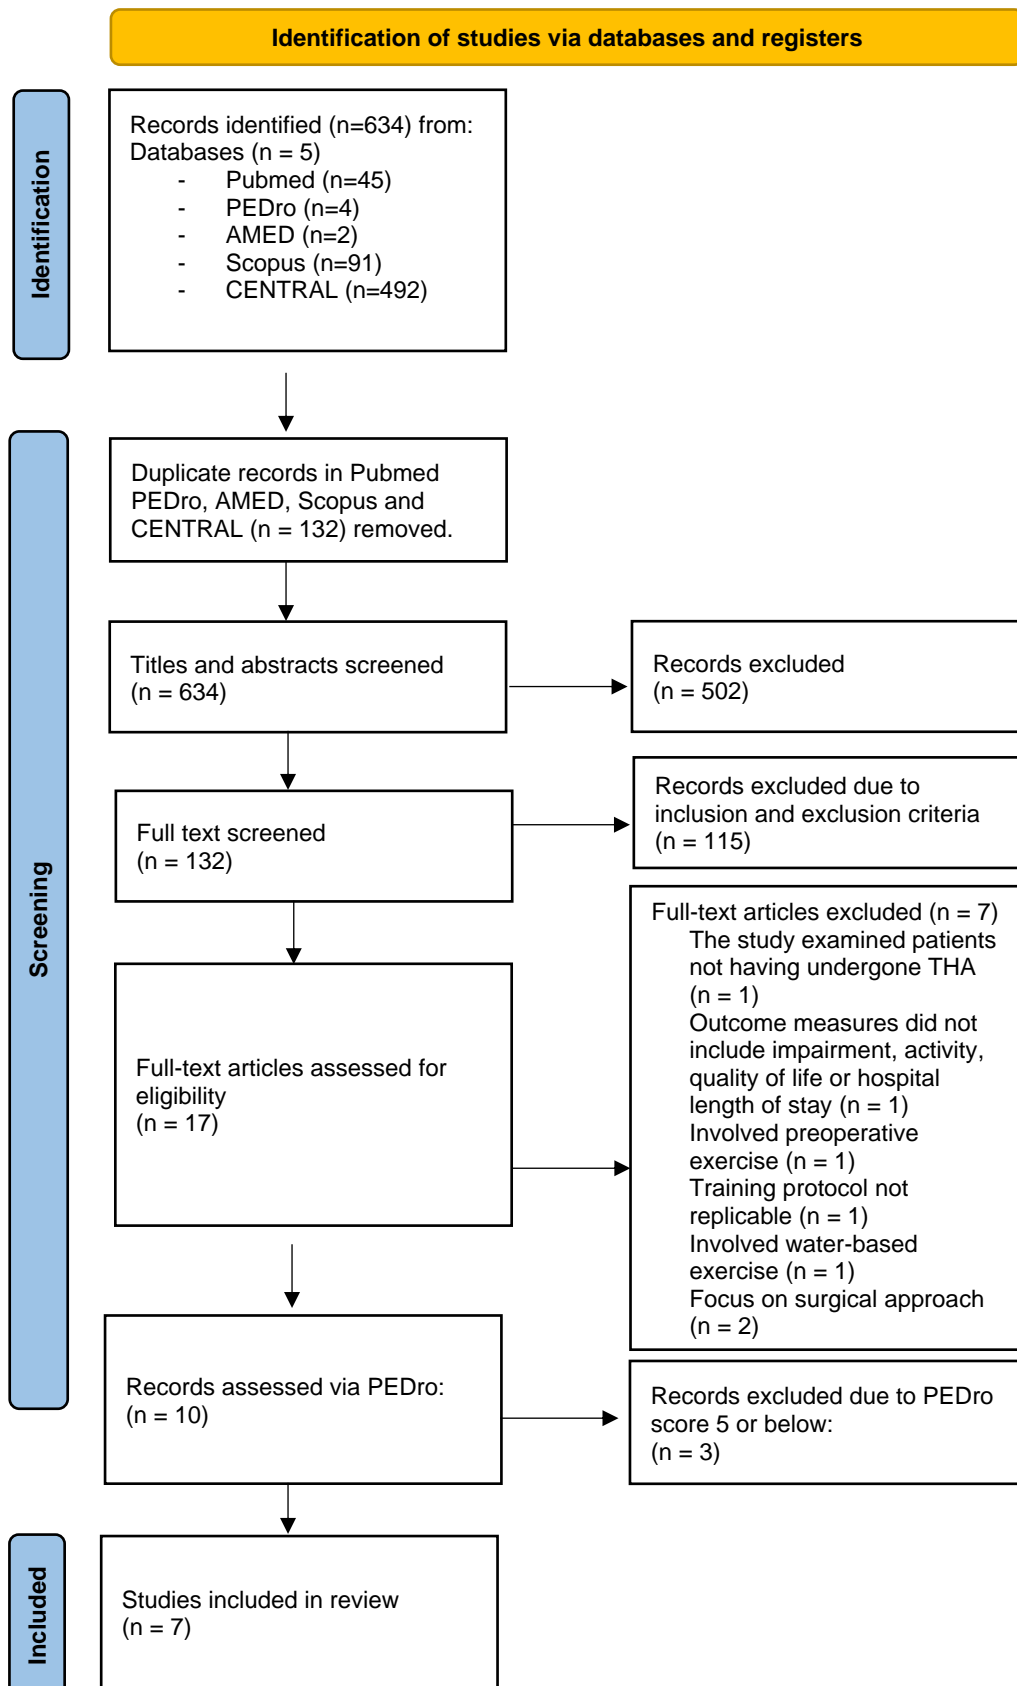 Identification of studies via databases and registers
Identification
Records identified (n=634) from:
Databases (n = 5)
- Pubmed (n=45)
- PEDro (n=4)
- AMED (n=2)
- Scopus (n=91)
- CENTRAL (n=492)
Screening
Duplicate records in Pubmed
PEDro, AMED, Scopus and
CENTRAL (n = 132) removed.
Titles and abstracts screened
(n = 634)
Records excluded
(n = 502)
Full text screened
(n = 132)
Records excluded due to
inclusion and exclusion criteria
(n = 115)
Full-text articles assessed for
eligibility
(n = 17)
Full-text articles excluded (n = 7)
The study examined patients
not having undergone THA
(n = 1)
Outcome measures did not
include impairment, activity,
quality of life or hospital
length of stay (n = 1)
Involved preoperative
exercise (n = 1)
Training protocol not
replicable (n = 1)
Involved water-based
exercise (n = 1)
Focus on surgical approach
(n = 2)
Records assessed via PEDro:
(n = 10)
Records excluded due to PEDro
score 5 or below:
(n = 3)
Included
Studies included in review
(n = 7)